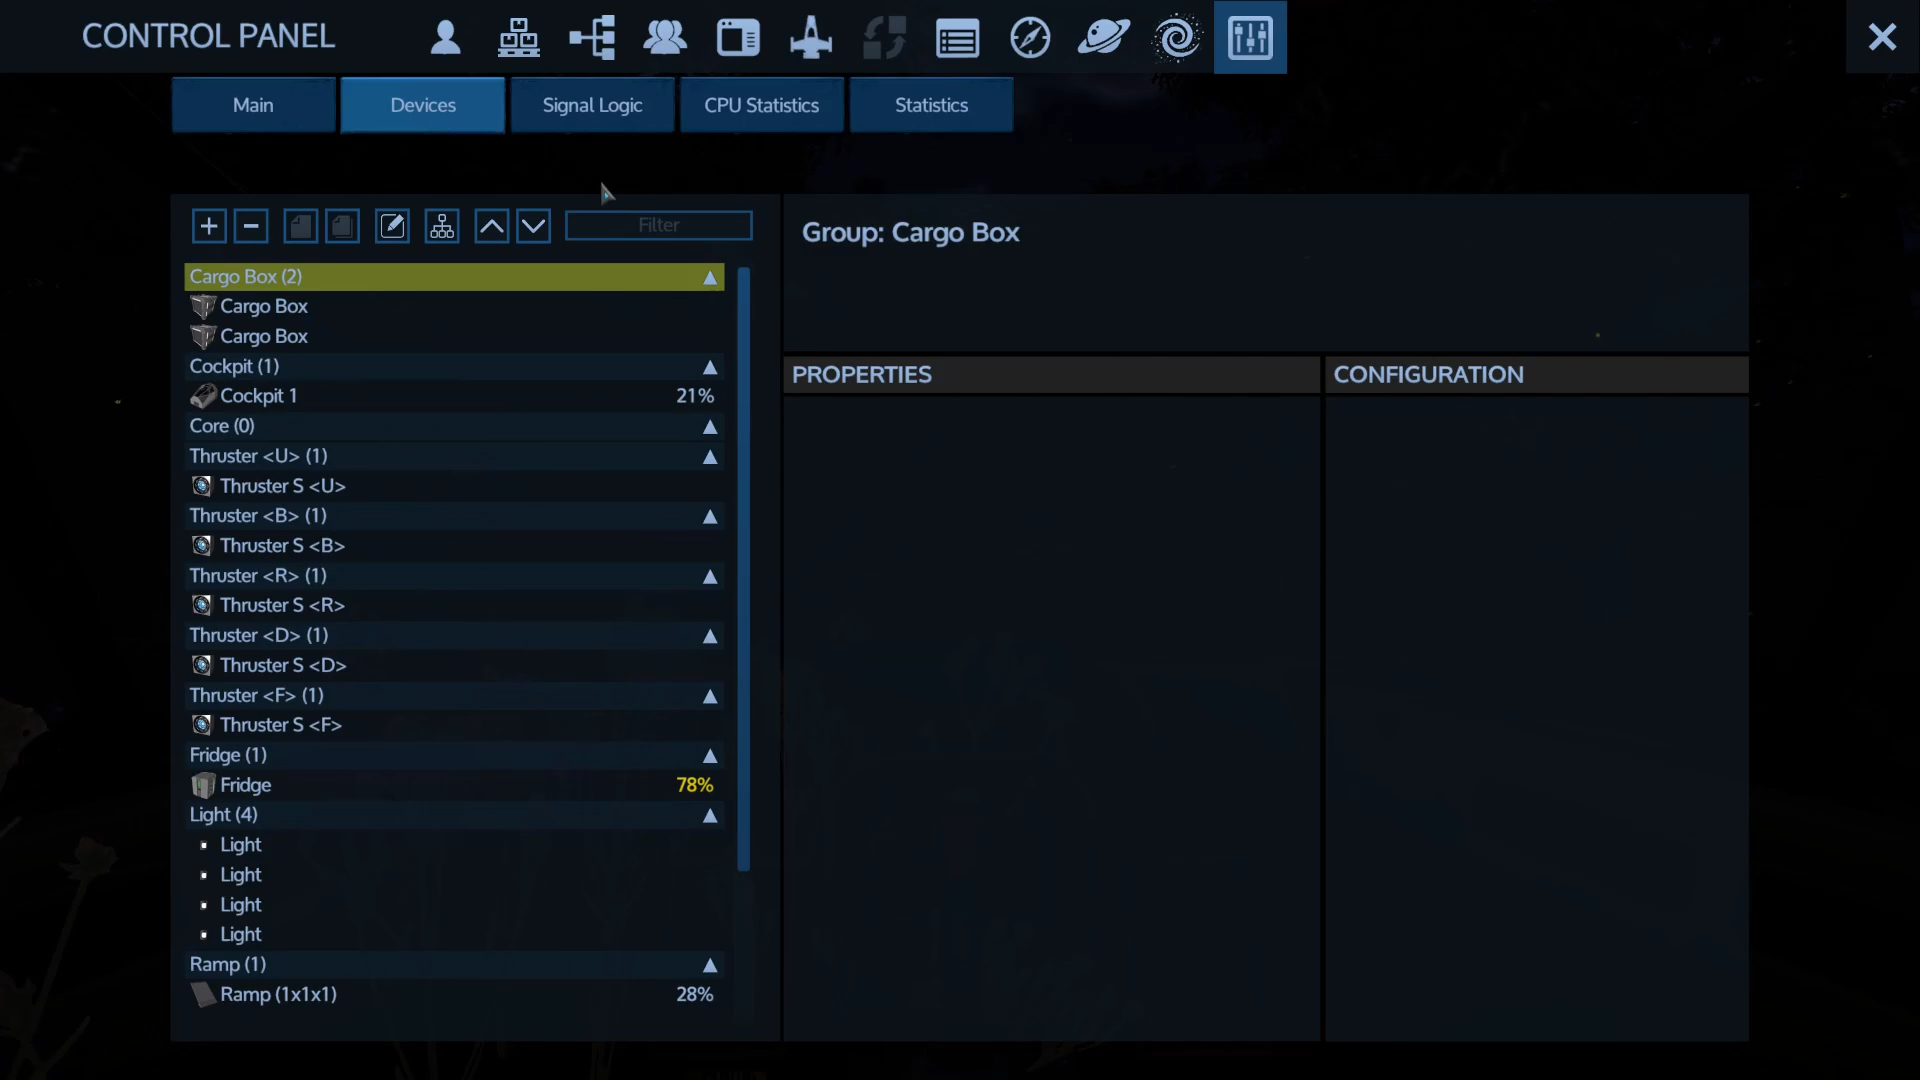 CONTROL PANEL
Main
Devices
Signal Logic
CPU Statistics
Statistics
Filter
Cargo Box (2)
Cargo Box
Cargo Box
Cockpit (1)
Cockpit 1 21%
Core (0)
Thruster <U> (1)
Thruster S <U>
Thruster <B> (1)
Thruster S <B>
Thruster <R> (1)
Thruster S <R>
Thruster <D> (1)
Thruster S <D>
Thruster <F> (1)
Thruster S <F>
Fridge (1)
Fridge 78%
Light (4)
Light
Light
Light
Light
Ramp (1)
Ramp (1x1x1) 28%
Group: Cargo Box
PROPERTIES
CONFIGURATION